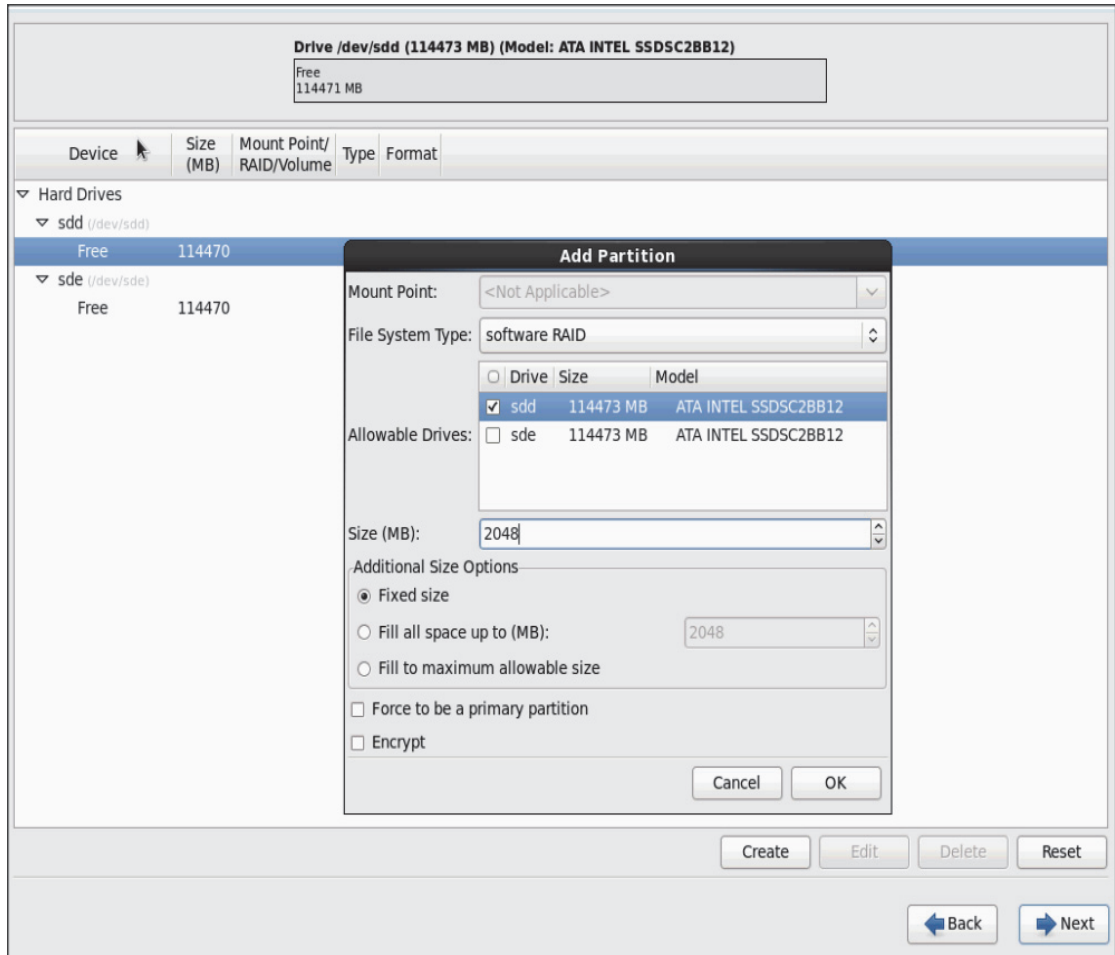 Drive /dev/sdd (114473 MB) (Model: ATA INTEL SSDSC2BB12)
Free
114471 MB
Device Size (MB) Mount Point/ RAID/Volume Type Format
Hard Drives
sdd (/dev/sdd)
Free 114470
sde (/dev/sde)
Free 114470
Add Partition
Mount Point: <Not Applicable>
File System Type: software RAID
Drive Size Model
sdd 114473 MB ATA INTEL SSDSC2BB12
Allowable Drives: sde 114473 MB ATA INTEL SSDSC2BB12
Size (MB): 2048
Additional Size Options
Fixed size
Fill all space up to (MB): 2048
Fill to maximum allowable size
Force to be a primary partition
Encrypt
Cancel OK
Create Edit Delete Reset
Back Next